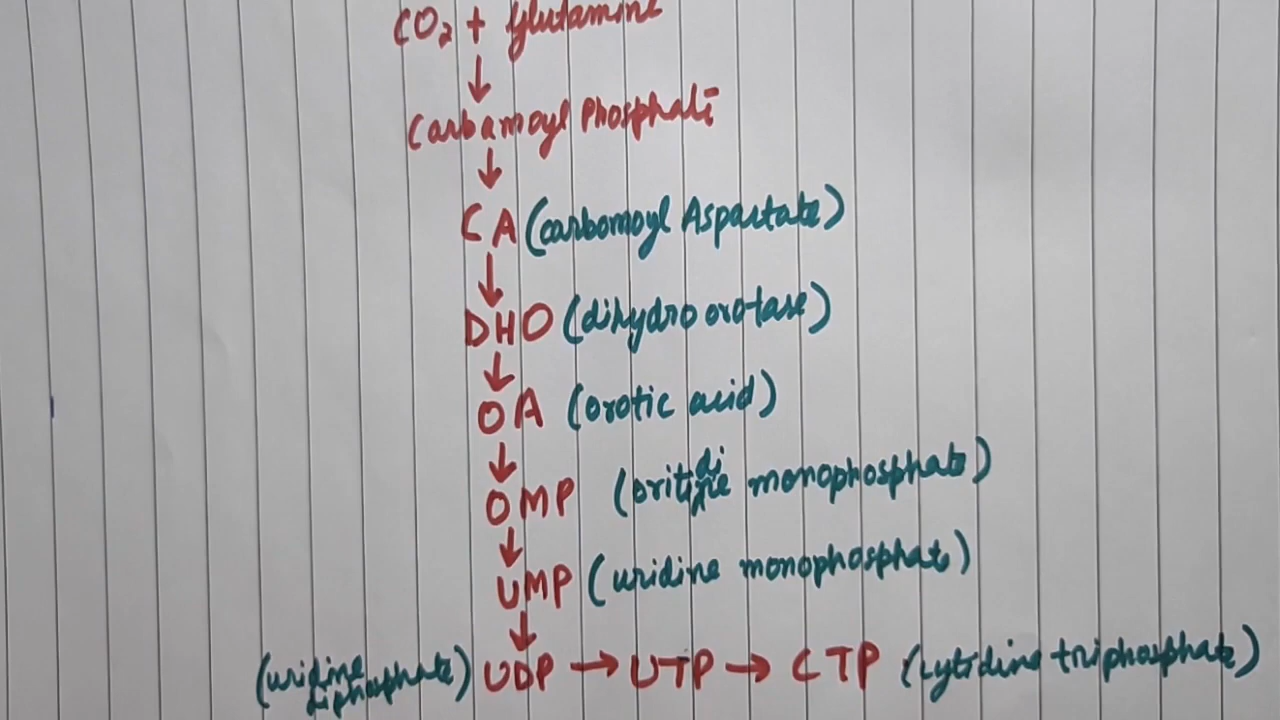 CO₂ + Glutamine
↓
Carbamoyl Phosphate
↓
CA (carbomoyl Aspartate)
↓
DHO (dihydro orotase)
↓
OA (orotic acid)
↓
OMP (oritidine monophosphate)
↓
UMP (uridine monophosphate)
↓
(uridine diphosphate) UDP → UTP → CTP (Cytidine triphosphate)